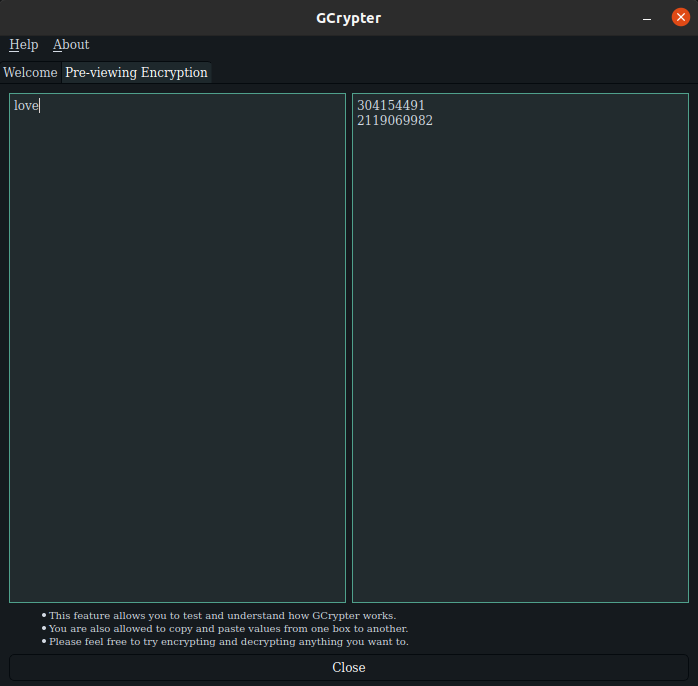 GCrypter
Help About
Welcome Pre-viewing Encryption
love
304154491
2119069982
• This feature allows you to test and understand how GCrypter works.
• You are also allowed to copy and paste values from one box to another.
• Please feel free to try encrypting and decrypting anything you want to.
Close